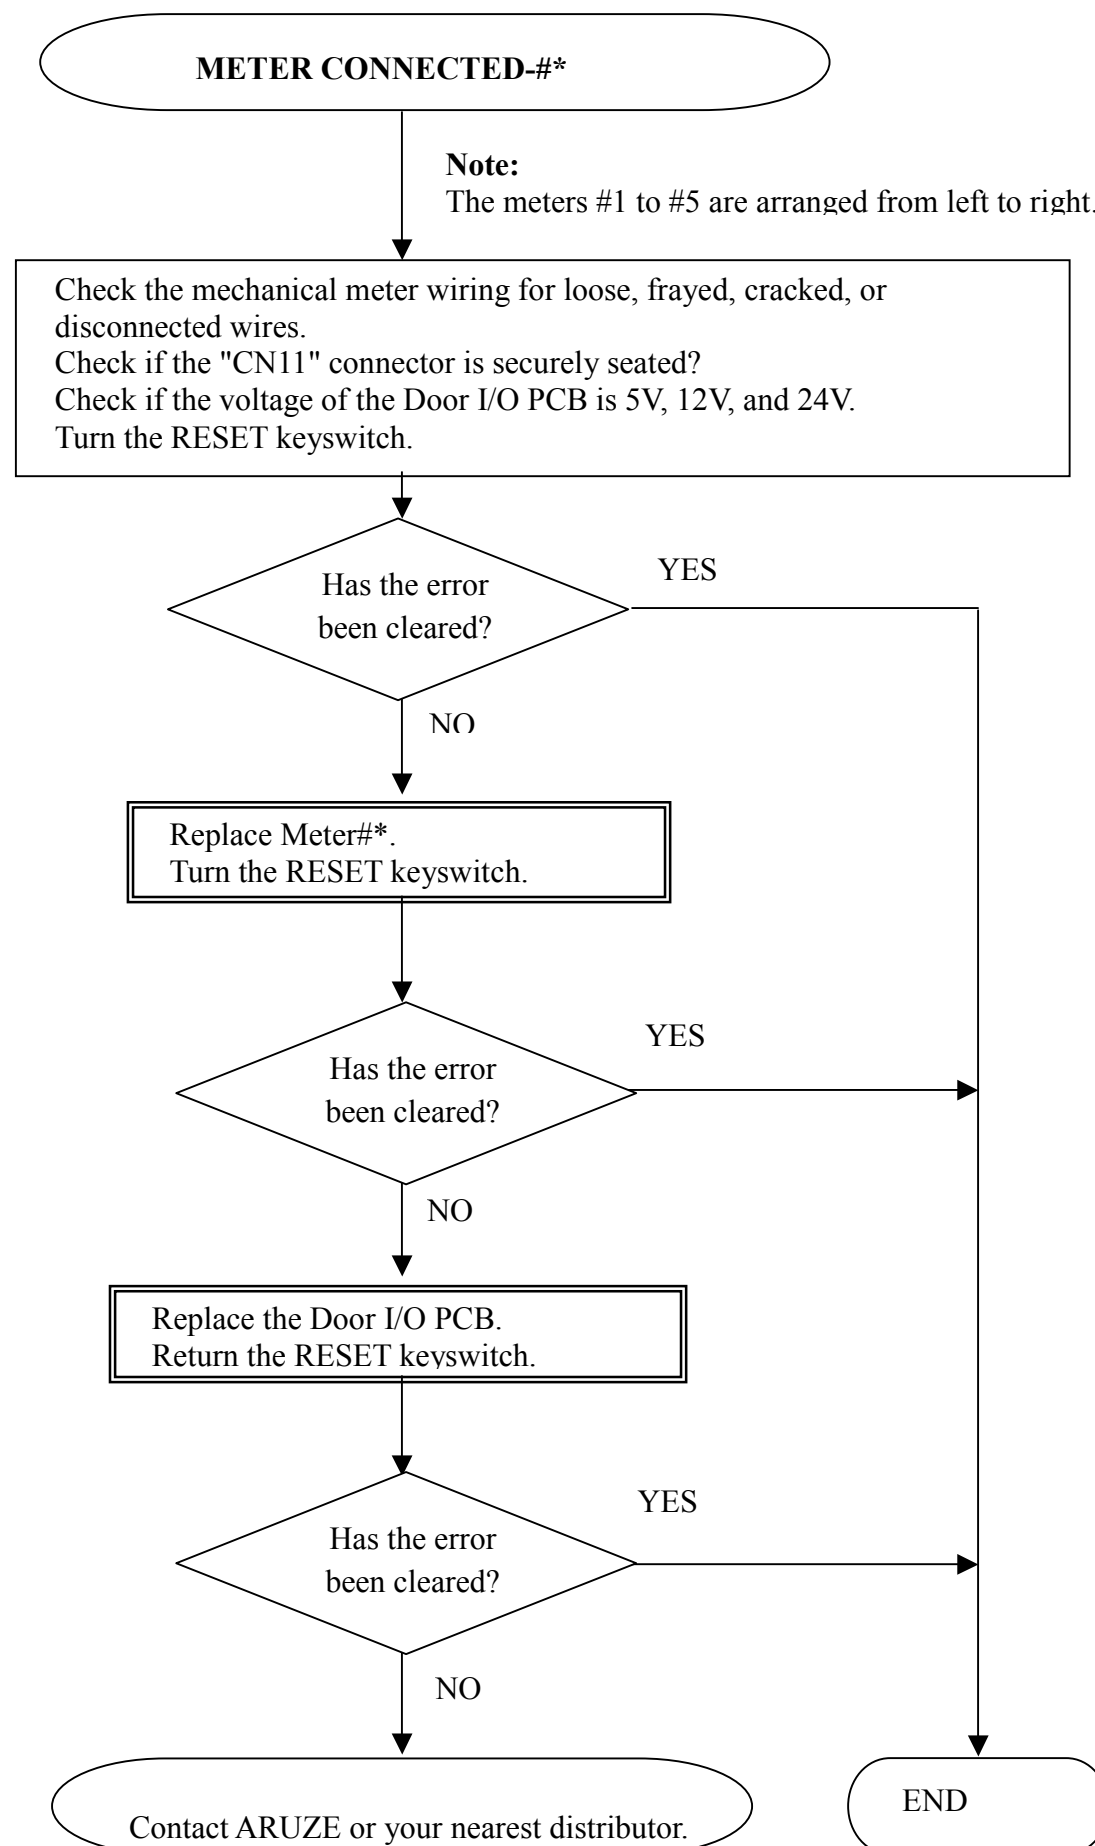 METER CONNECTED-#*
Note:
The meters #1 to #5 are arranged from left to right.
Check the mechanical meter wiring for loose, frayed, cracked, or
disconnected wires.
Check if the "CN11" connector is securely seated?
Check if the voltage of the Door I/O PCB is 5V, 12V, and 24V.
Turn the RESET keyswitch.
Has the error
been cleared?
YES
NO
Replace Meter#*.
Turn the RESET keyswitch.
Has the error
been cleared?
YES
NO
Replace the Door I/O PCB.
Return the RESET keyswitch.
Has the error
been cleared?
YES
NO
Contact ARUZE or your nearest distributor.
END